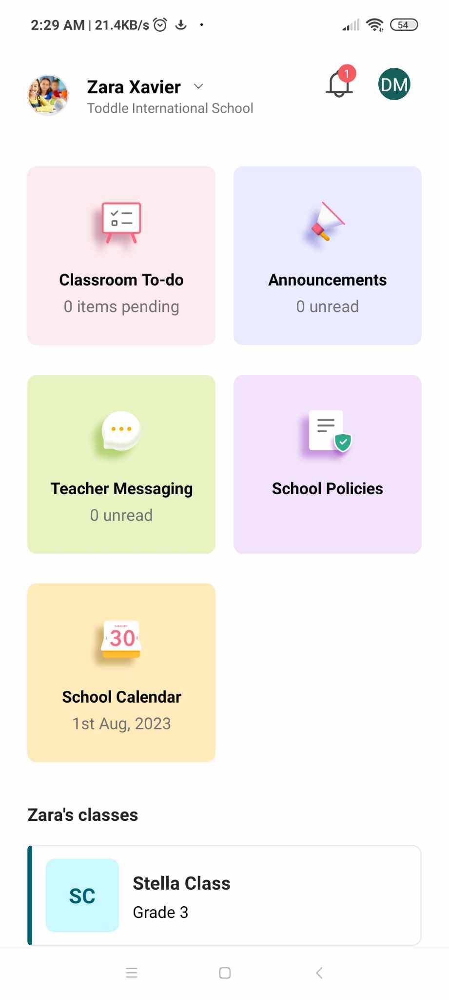 2:29 AM | 21.4KB/s
54
Zara Xavier
Toddle International School
1
DM
Classroom To-do
0 items pending
Announcements
0 unread
Teacher Messaging
0 unread
School Policies
JANUARY
30
School Calendar
1st Aug, 2023
Zara's classes
SC
Stella Class
Grade 3